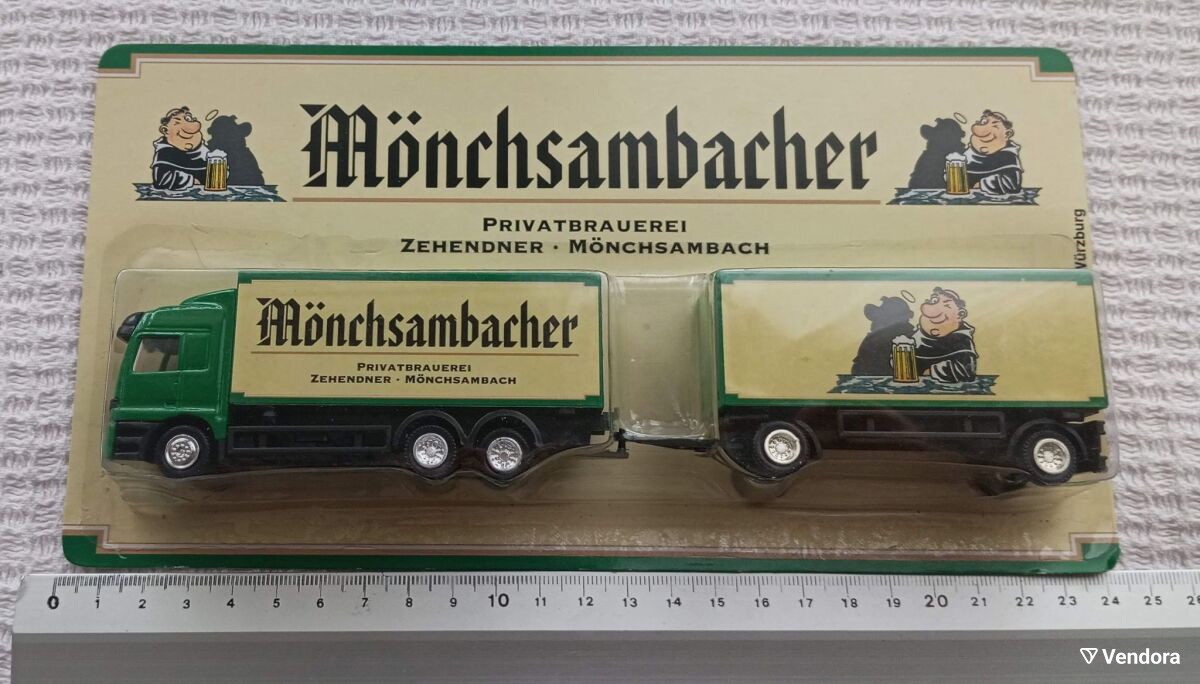 Mönchsambacher
PRIVATBRAUEREI
ZEHENDNER · MÖNCHSAMBACH
Mönchsambacher
PRIVATBRAUEREI
ZEHENDNER · MÖNCHSAMBACH
0 1 2 3 4 5 6 7 8 9 10 11 12 13 14 15 16 17 18 19 20 21 22 23 24 25
Vendora